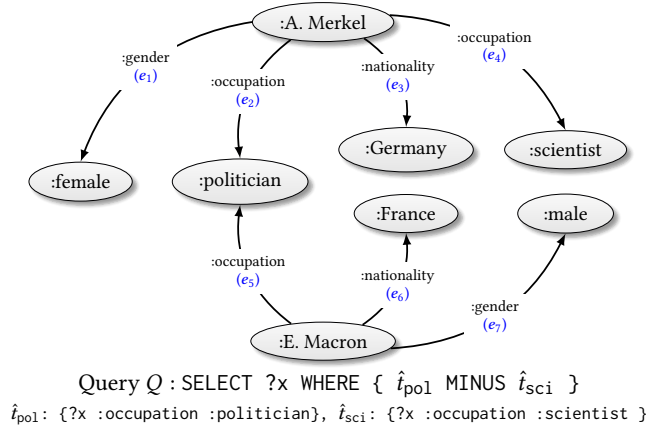 :A. Merkel
:gender
(e1)
:occupation
(e2)
:nationality
(e3)
:occupation
(e4)
:female
:politician
:Germany
:scientist
:France
:male
:occupation
(e5)
:nationality
(e6)
:gender
(e7)
:E. Macron
Query Q : SELECT ?x WHERE { t̂pol MINUS t̂sci }
t̂pol: {?x :occupation :politician}, t̂sci: {?x :occupation :scientist }